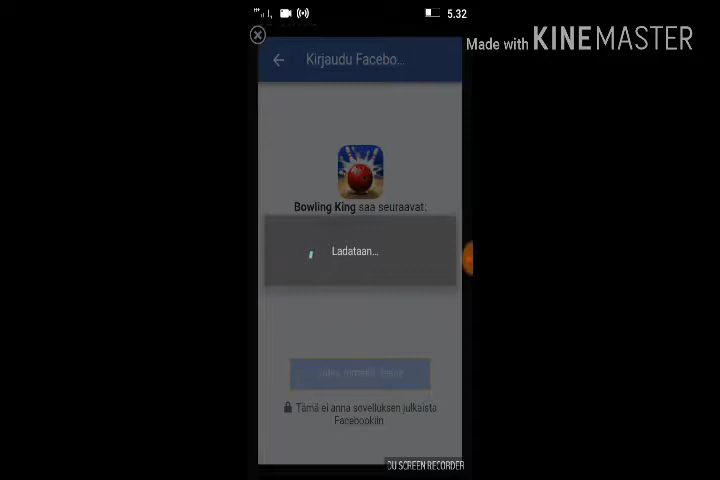 5.32
Made with KINEMASTER
Kirjaudu Facebo...
Bowling King saa seuraavat:
Ladataan...
Tämä ei anna sovelluksen julkaista
Facebookiin
DU SCREEN RECORDER